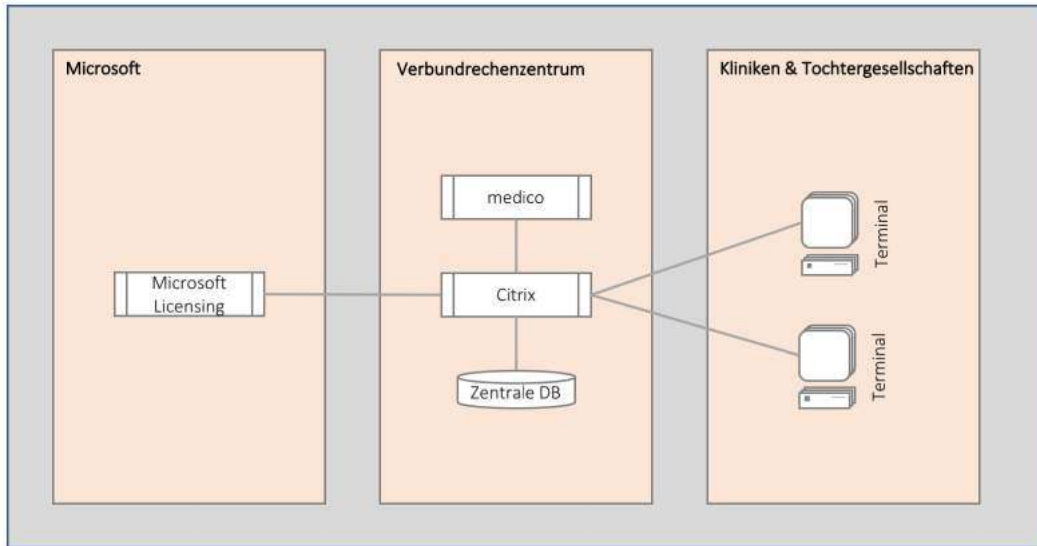 Microsoft
Verbundrechenzentrum
Kliniken & Tochtergesellschaften
medico
Microsoft
Licensing
Citrix
Zentrale DB
Terminal
Terminal